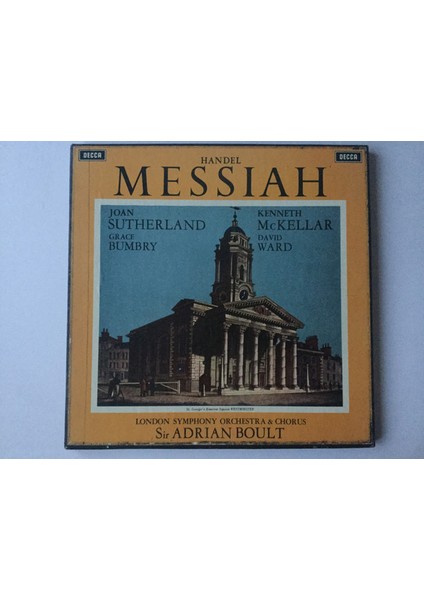 DECCA
DECCA
HANDEL
MESSIAH
JOAN
SUTHERLAND
GRACE
BUMBRY
KENNETH
McKELLAR
DAVID
WARD
LONDON SYMPHONY ORCHESTRA & CHORUS
Sir ADRIAN BOULT